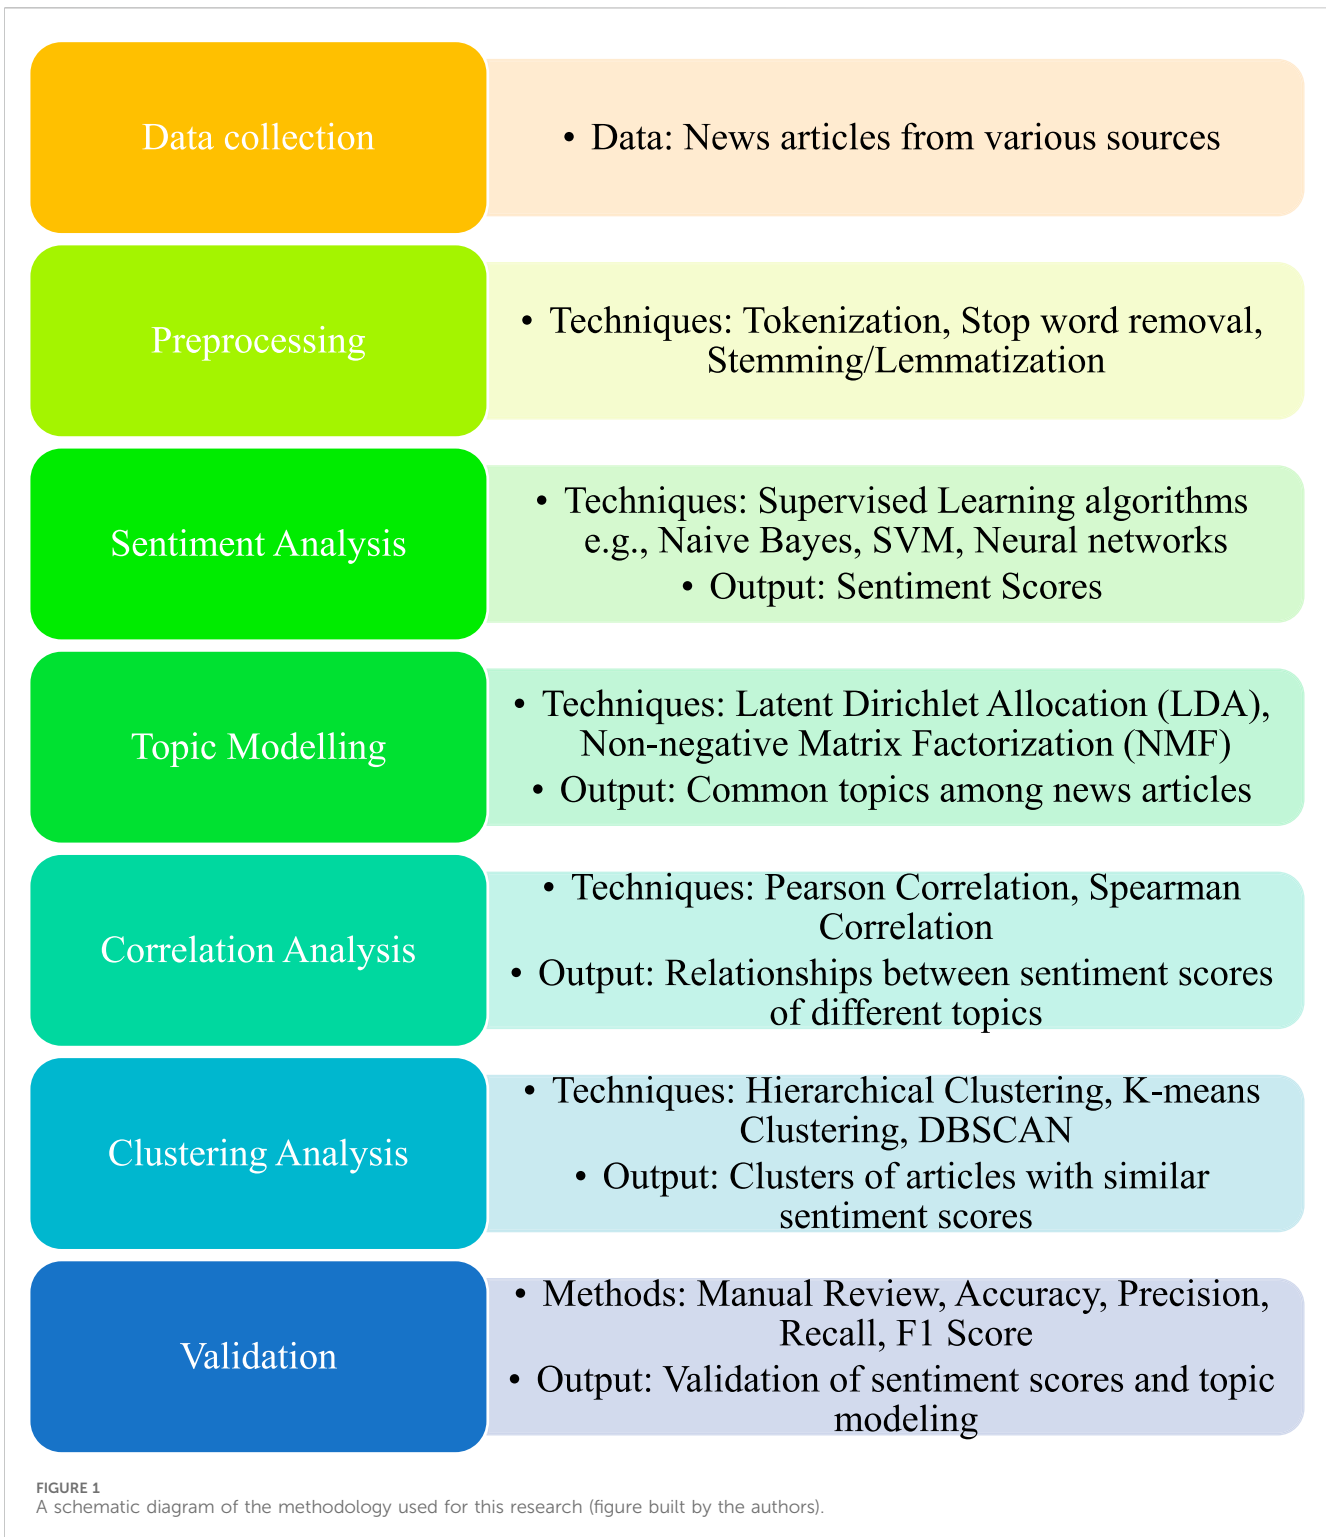 Data collection
• Data: News articles from various sources
Preprocessing
• Techniques: Tokenization, Stop word removal,
Stemming/Lemmatization
Sentiment Analysis
• Techniques: Supervised Learning algorithms
e.g., Naive Bayes, SVM, Neural networks
• Output: Sentiment Scores
Topic Modelling
• Techniques: Latent Dirichlet Allocation (LDA),
Non-negative Matrix Factorization (NMF)
• Output: Common topics among news articles
Correlation Analysis
• Techniques: Pearson Correlation, Spearman
Correlation
• Output: Relationships between sentiment scores
of different topics
Clustering Analysis
• Techniques: Hierarchical Clustering, K-means
Clustering, DBSCAN
• Output: Clusters of articles with similar
sentiment scores
Validation
• Methods: Manual Review, Accuracy, Precision,
Recall, F1 Score
• Output: Validation of sentiment scores and topic
modeling
FIGURE 1
A schematic diagram of the methodology used for this research (figure built by the authors).